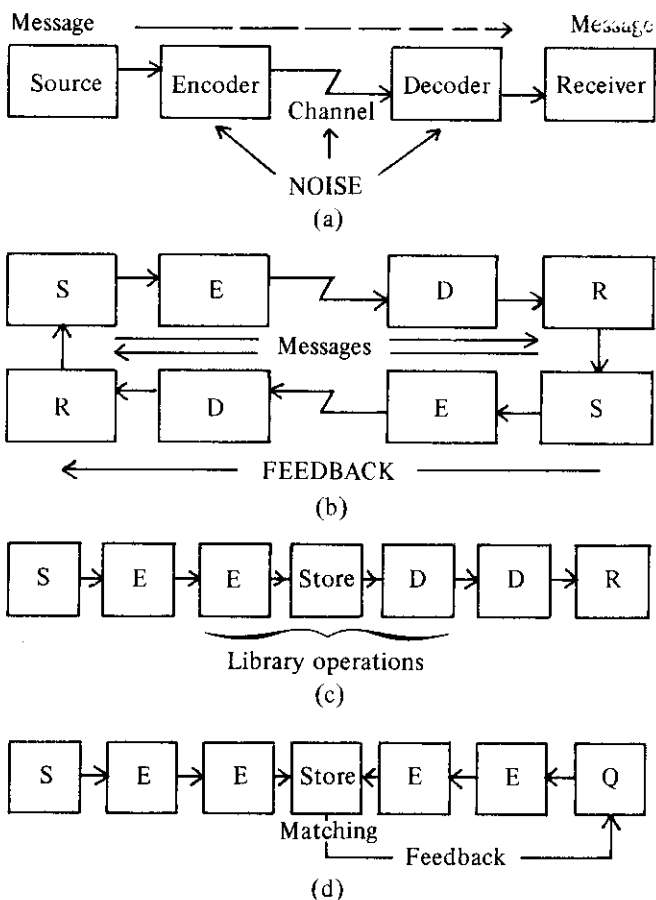 Message Message
Source Encoder Decoder Receiver
Channel
NOISE
(a)
S E D R
Messages
R D E S
FEEDBACK
(b)
S E E Store D D R
Library operations
(c)
S E E Store E E Q
Matching
Feedback
(d)